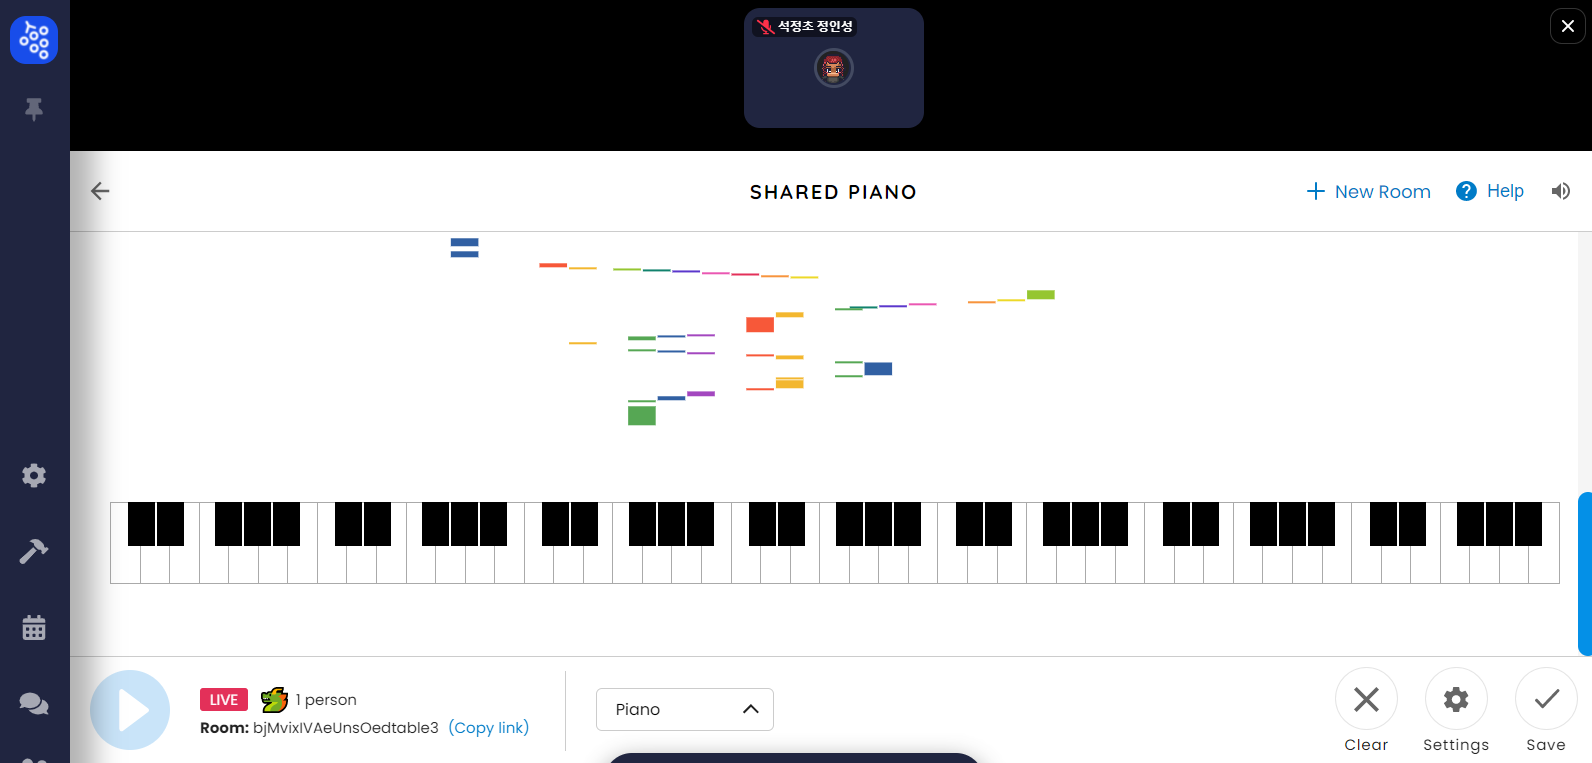 석정초 정인성
SHARED PIANO
New Room
Help
LIVE
1 person
Room: bjMvixIVAeUnsOedtable3 (Copy link)
Piano
Clear
Settings
Save